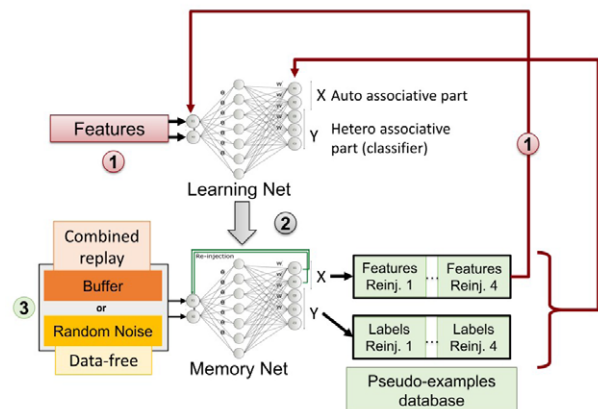 X Auto associative part
Features
Y Hetero associative
part (classifier)
1
1
Learning Net
2
Combined
replay
Re-injection
Buffer
X
Features
Reinj. 1
...
Features
Reinj. 4
3
or
Random Noise
Y
Labels
Reinj. 1
...
Labels
Reinj. 4
Data-free
Memory Net
Pseudo-examples
database